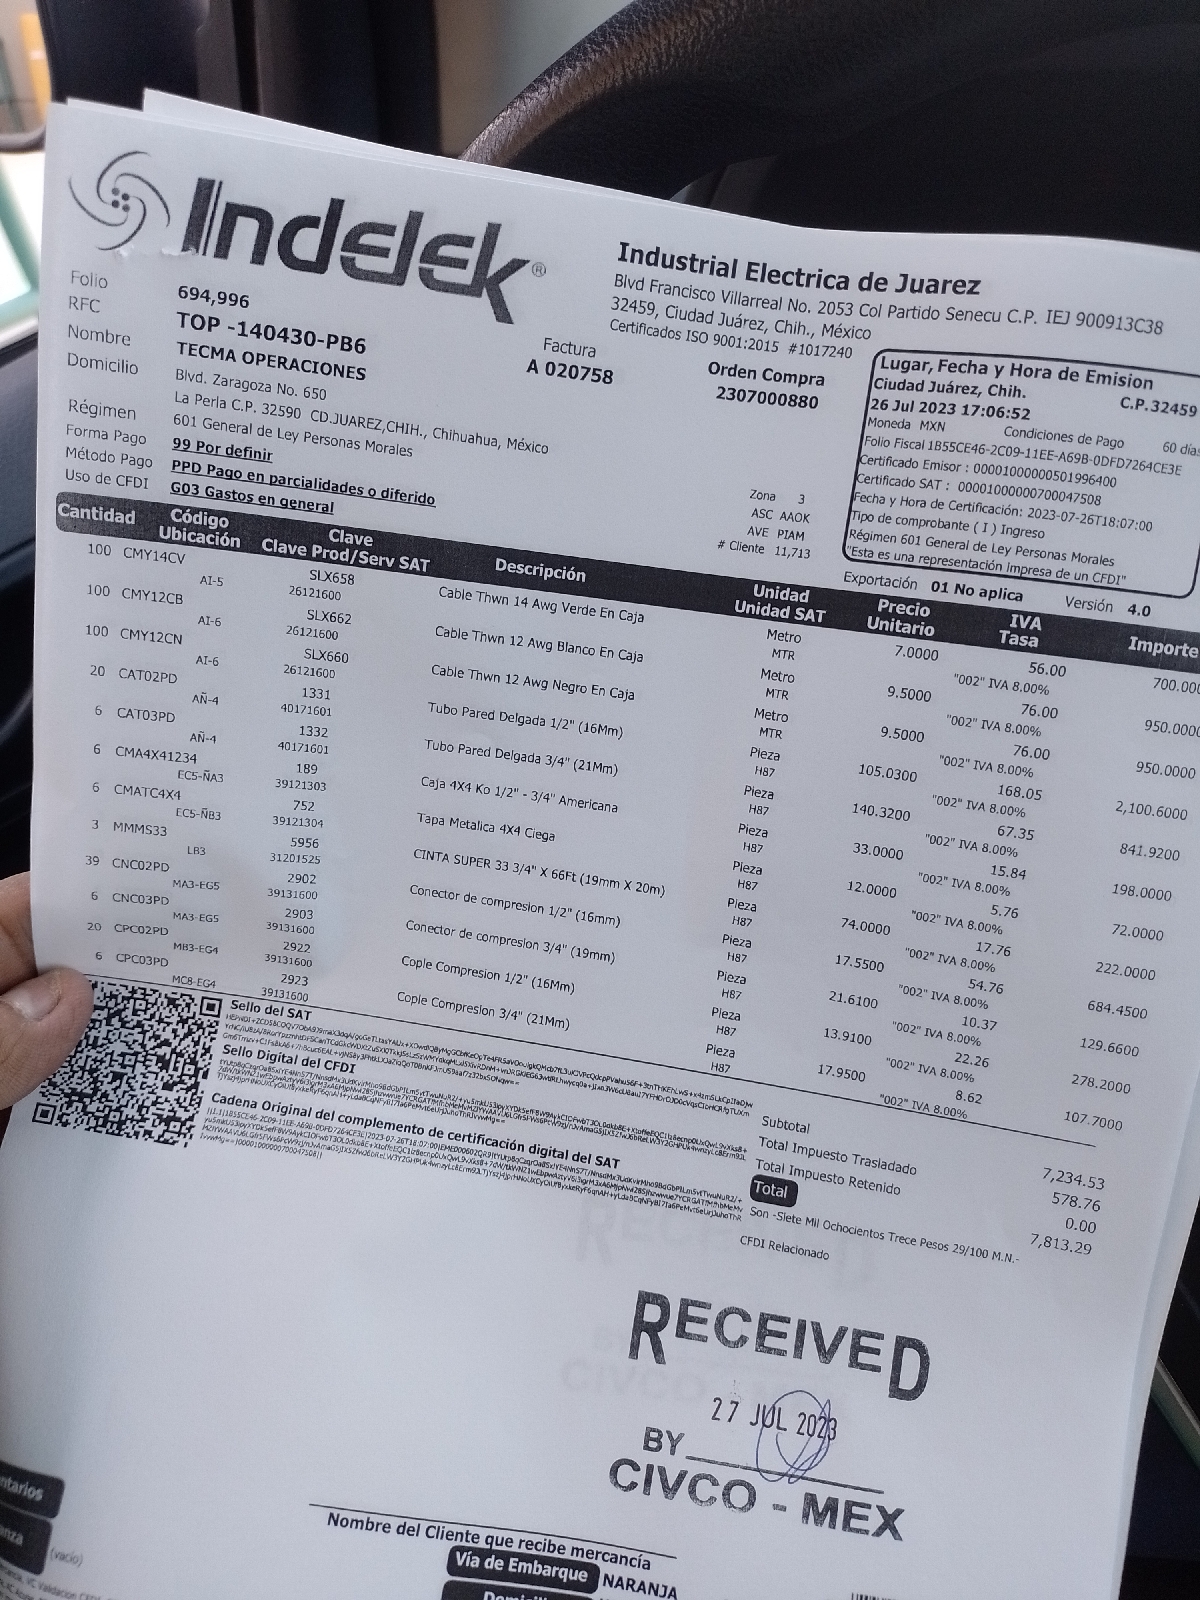 Indelek®
Industrial Electrica de Juarez
Blvd Francisco Villarreal No. 2053 Col Partido Senecu C.P. IEJ 900913C38
32459, Ciudad Juárez, Chih., México
Certificados ISO 9001:2015 #1017240
Folio 694,996
RFC TOP -140430-PB6
Nombre TECMA OPERACIONES
Domicilio Blvd. Zaragoza No. 650
La Perla C.P. 32590 CD.JUAREZ,CHIH., Chihuahua, México
Régimen 601 General de Ley Personas Morales
Forma Pago 99 Por definir
Método Pago PPD Pago en parcialidades o diferido
Uso de CFDI G03 Gastos en general
Factura
A 020758
Orden Compra
2307000880
Lugar, Fecha y Hora de Emision
Ciudad Juárez, Chih. C.P.32459
26 Jul 2023 17:06:52
Moneda MXN Condiciones de Pago 60 días
Folio Fiscal 1B55CE46-2C09-11EE-A69B-0DFD7264CE3E
Certificado Emisor : 00001000000501996400
Certificado SAT : 00001000000700047508
Fecha y Hora de Certificación: 2023-07-26T18:07:00
Tipo de comprobante ( I ) Ingreso
Régimen 601 General de Ley Personas Morales
"Esta es una representación impresa de un CFDI"
Zona 3
ASC AAOK
AVE PIAM
# Cliente 11,713
Exportación 01 No aplica Versión 4.0
Cantidad Código Clave Descripción Unidad Precio IVA Importe
Ubicación Clave Prod/Serv SAT Unidad SAT Unitario Tasa
100 CMY14CV SLX658 Cable Thwn 14 Awg Verde En Caja Metro 7.0000 56.00 700.000
AI-5 26121600 MTR "002" IVA 8.00%
100 CMY12CB SLX662 Cable Thwn 12 Awg Blanco En Caja Metro 9.5000 76.00 950.0000
AI-6 26121600 MTR "002" IVA 8.00%
100 CMY12CN SLX660 Cable Thwn 12 Awg Negro En Caja Metro 9.5000 76.00 950.0000
AI-6 26121600 MTR "002" IVA 8.00%
20 CAT02PD 1331 Tubo Pared Delgada 1/2" (16Mm) Pieza 105.0300 168.05 2,100.6000
AÑ-4 40171601 H87 "002" IVA 8.00%
6 CAT03PD 1332 Tubo Pared Delgada 3/4" (21Mm) Pieza 140.3200 67.35 841.9200
AÑ-4 40171601 H87 "002" IVA 8.00%
6 CMA4X41234 189 Caja 4X4 Ko 1/2" - 3/4" Americana Pieza 33.0000 15.84 198.0000
EC5-ÑA3 39121303 H87 "002" IVA 8.00%
6 CMATC4X4 752 Tapa Metalica 4X4 Ciega Pieza 12.0000 5.76 72.0000
EC5-ÑB3 39121304 H87 "002" IVA 8.00%
3 MMMS33 5956 CINTA SUPER 33 3/4" X 66Ft (19mm X 20m) Pieza 74.0000 17.76 222.0000
LB3 31201525 H87 "002" IVA 8.00%
39 CNC02PD 2902 Conector de compresion 1/2" (16mm) Pieza 17.5500 54.76 684.4500
MA3-EG5 39131600 H87 "002" IVA 8.00%
6 CNC03PD 2903 Conector de compresion 3/4" (19mm) Pieza 21.6100 10.37 129.6600
MA3-EG5 39131600 H87 "002" IVA 8.00%
20 CPC02PD 2922 Cople Compresion 1/2" (16Mm) Pieza 13.9100 22.26 278.2000
MB3-EG4 39131600 H87 "002" IVA 8.00%
6 CPC03PD 2923 Cople Compresion 3/4" (21Mm) Pieza 17.9500 8.62 107.7000
MC8-EG4 39131600 H87 "002" IVA 8.00%
Sello del SAT
Sello Digital del CFDI
Cadena Original del complemento de certificación digital del SAT
Subtotal 7,234.53
Total Impuesto Trasladado 578.76
Total Impuesto Retenido 0.00
Total 7,813.29
Son -Siete Mil Ochocientos Trece Pesos 29/100 M.N.-
CFDI Relacionado
RECEIVED
27 JUL 2023
BY
CIVCO - MEX
Nombre del Cliente que recibe mercancía
Vía de Embarque NARANJA
(vacío)